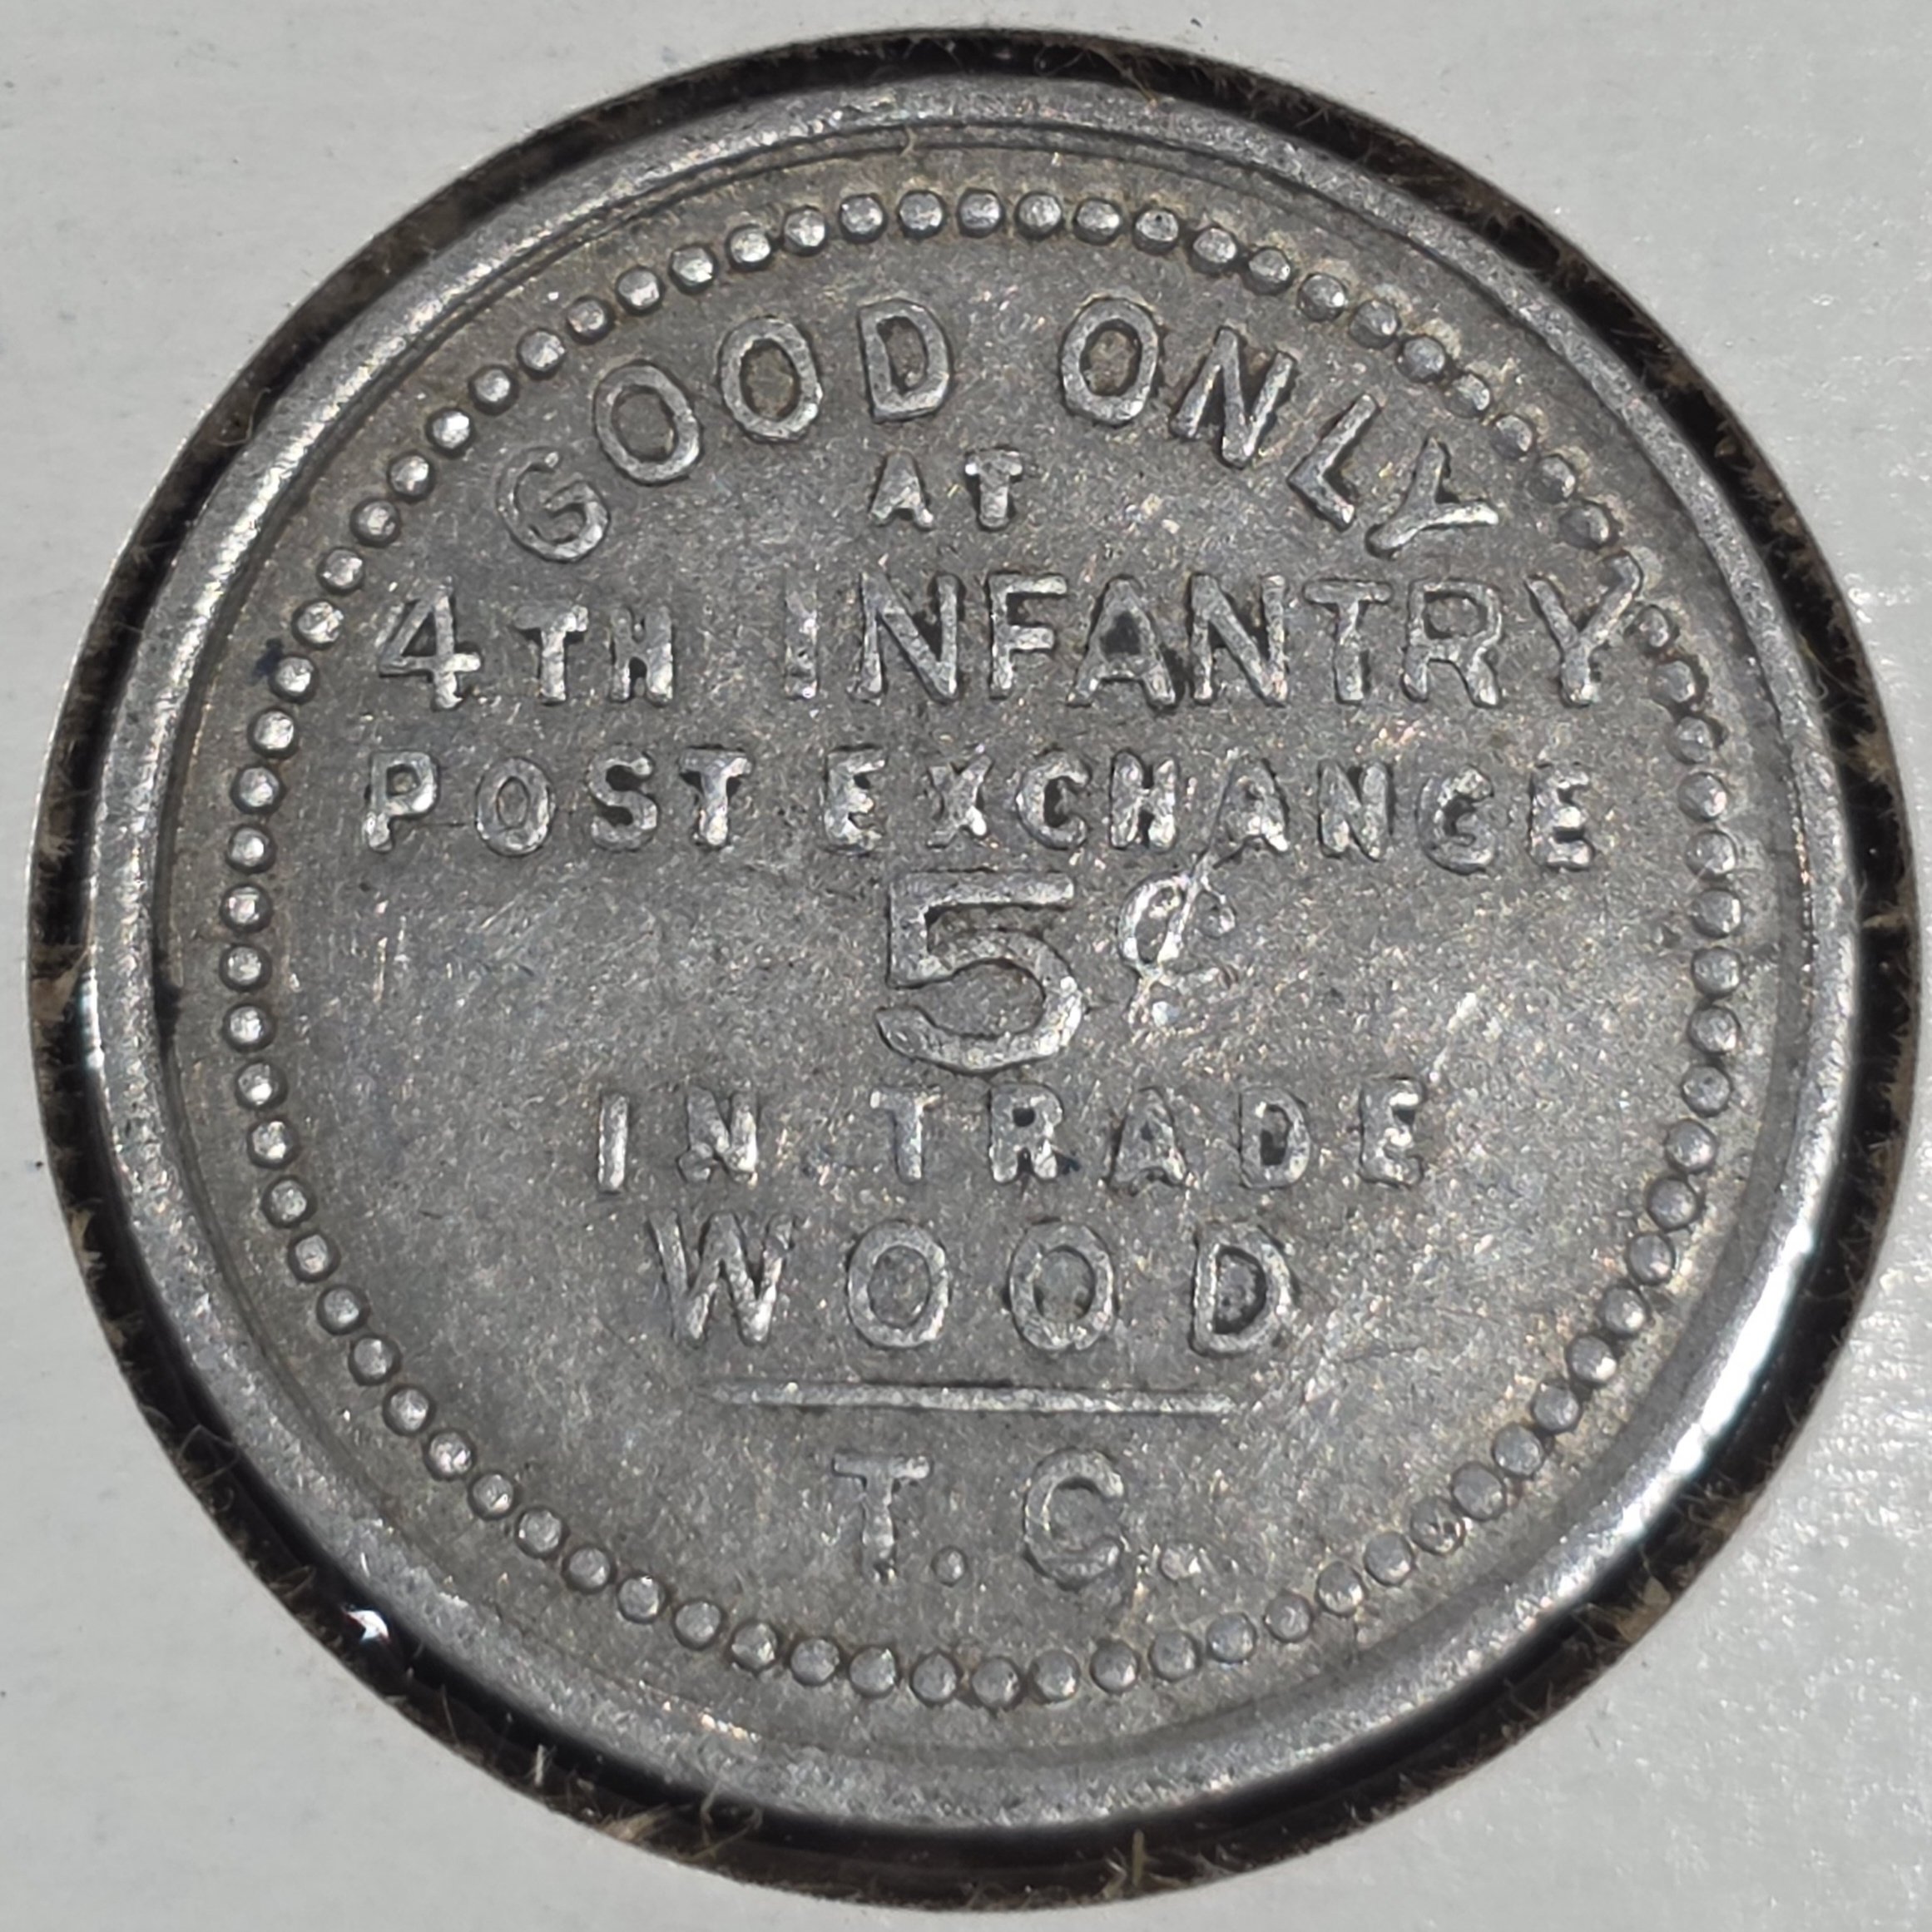 GOOD ONLY
AT
4TH INFANTRY
POST EXCHANGE
5¢
IN TRADE
WOOD
T. C.